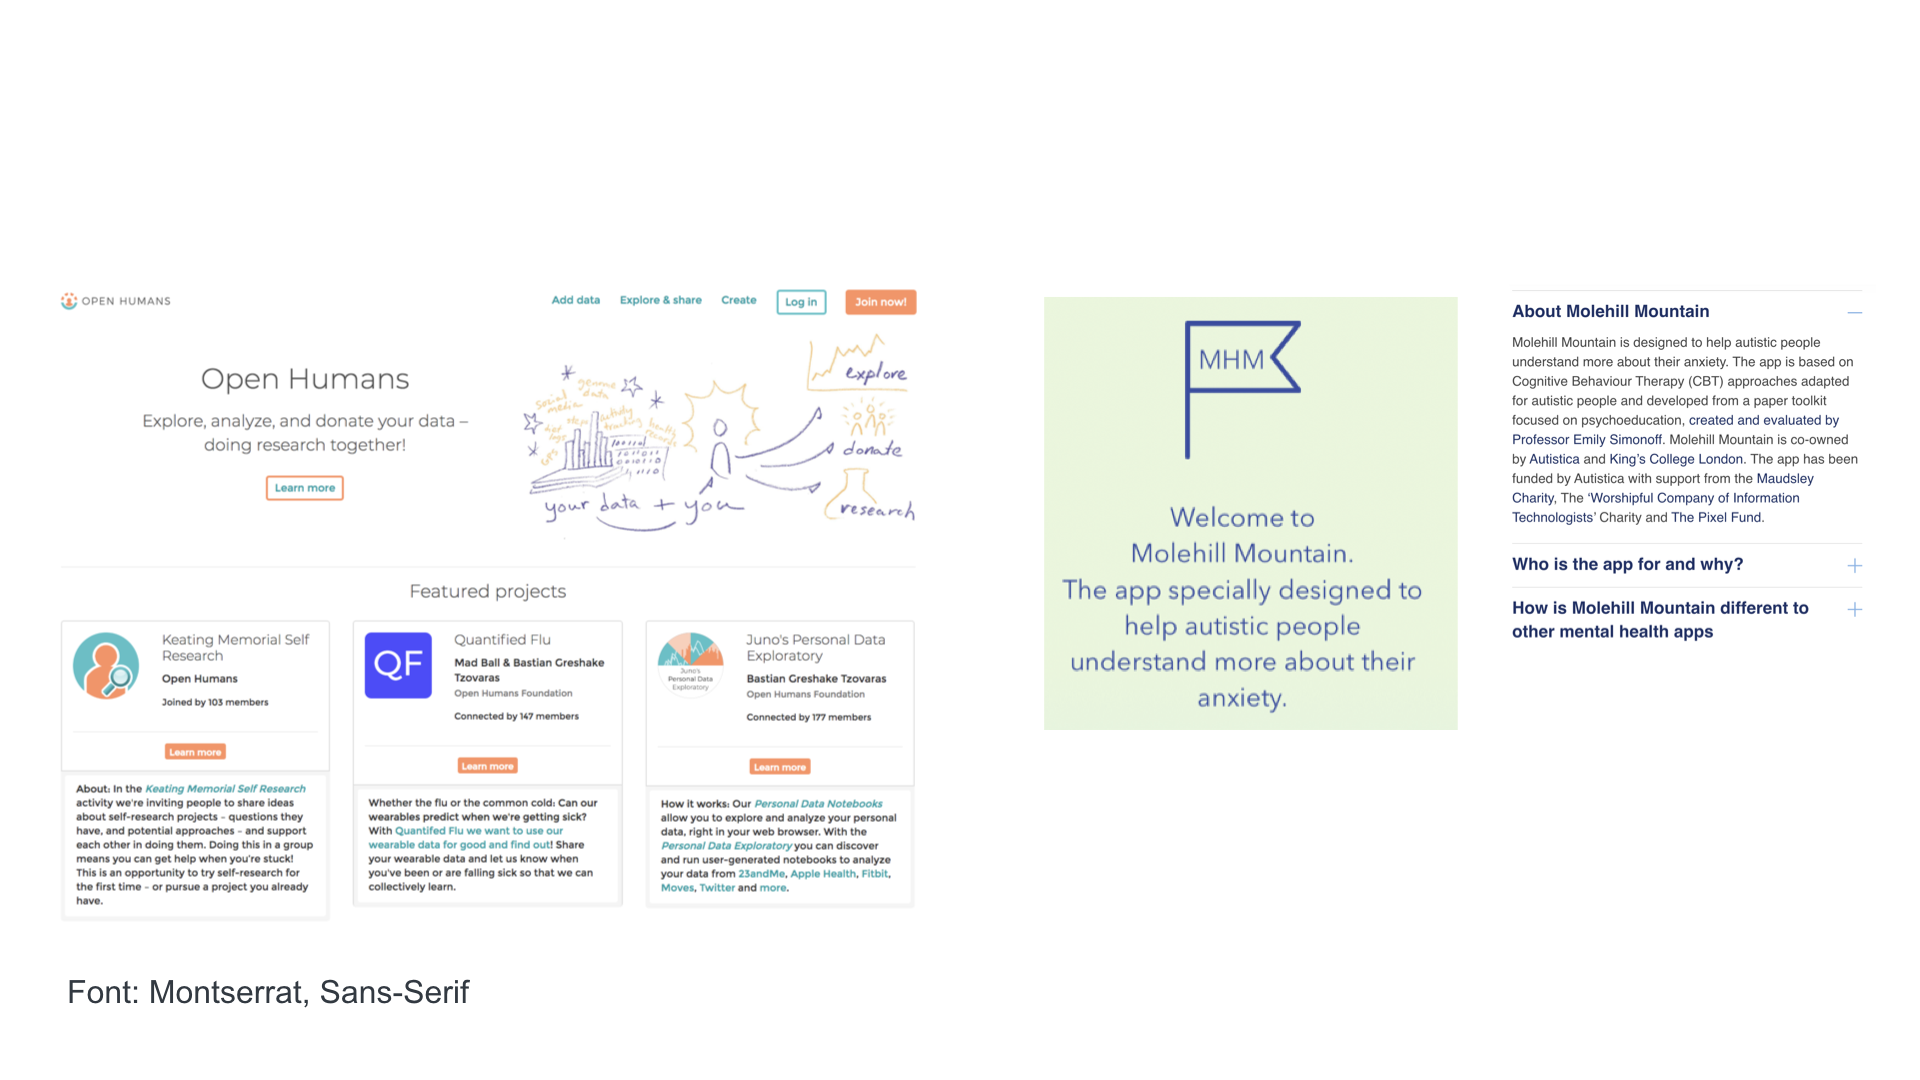 OPEN HUMANS
Add data
Explore & share
Create
Log in
Join now!
Open Humans
Explore, analyze, and donate your data –
doing research together!
Learn more
genome
data
social
media
activity
tracking
health
records
GPS
explore
donate
research
your data + you
Featured projects
Keating Memorial Self
Research
Open Humans
Joined by 103 members
Learn more
About: In the Keating Memorial Self Research
activity we're inviting people to share ideas
about self-research projects – questions they
have, and potential approaches – and support
each other in doing them. Doing this in a group
means you can get help when you're stuck!
This is an opportunity to try self-research for
the first time – or pursue a project you already
have.
QF
Quantified Flu
Mad Ball & Bastian Greshake
Tzovaras
Open Humans Foundation
Connected by 147 members
Learn more
Whether the flu or the common cold: Can our
wearables predict when we're getting sick?
With Quantifed Flu we want to use our
wearable data for good and find out! Share
your wearable data and let us know when
you've been or are falling sick so that we can
collectively learn.
Juno's
Personal Data
Exploratory
Juno's Personal Data
Exploratory
Bastian Greshake Tzovaras
Open Humans Foundation
Connected by 177 members
Learn more
How it works: Our Personal Data Notebooks
allow you to explore and analyze your personal
data, right in your web browser. With the
Personal Data Exploratory you can discover
and run user-generated notebooks to analyze
your data from 23andMe, Apple Health, Fitbit,
Moves, Twitter and more.
MHM
Welcome to
Molehill Mountain.
The app specially designed to
help autistic people
understand more about their
anxiety.
About Molehill Mountain
Molehill Mountain is designed to help autistic people
understand more about their anxiety. The app is based on
Cognitive Behaviour Therapy (CBT) approaches adapted
for autistic people and developed from a paper toolkit
focused on psychoeducation, created and evaluated by
Professor Emily Simonoff. Molehill Mountain is co-owned
by Autistica and King's College London. The app has been
funded by Autistica with support from the Maudsley
Charity, The 'Worshipful Company of Information
Technologists' Charity and The Pixel Fund.
Who is the app for and why?
How is Molehill Mountain different to
other mental health apps
Font: Montserrat, Sans-Serif